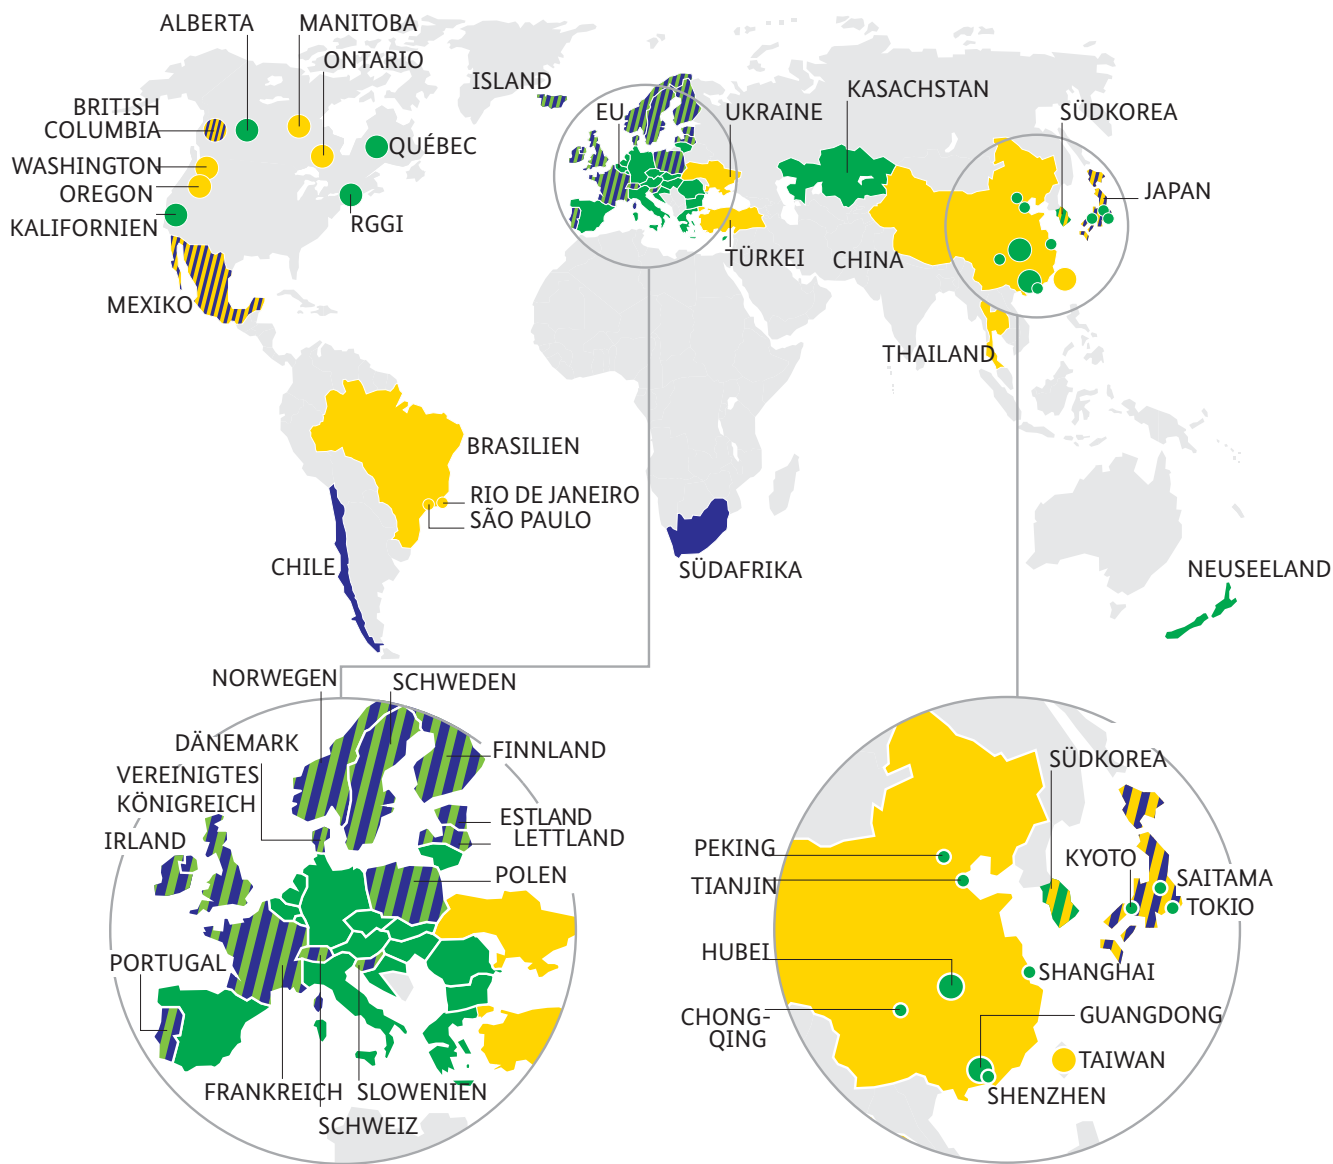 ALBERTA
MANITOBA
ONTARIO
BRITISH
COLUMBIA
WASHINGTON
OREGON
KALIFORNIEN
QUÉBEC
RGGI
MEXIKO
ISLAND
EU
UKRAINE
KASACHSTAN
SÜDKOREA
JAPAN
TÜRKEI
CHINA
THAILAND
BRASILIEN
RIO DE JANEIRO
SÃO PAULO
CHILE
SÜDAFRIKA
NEUSEELAND
NORWEGEN
SCHWEDEN
DÄNEMARK
FINNLAND
VEREINIGTES
KÖNIGREICH
ESTLAND
IRLAND
LETTLAND
POLEN
PORTUGAL
FRANKREICH
SLOWENIEN
SCHWEIZ
SÜDKOREA
PEKING
KYOTO
TIANJIN
SAITAMA
TOKIO
HUBEI
SHANGHAI
CHONG-
QING
GUANGDONG
TAIWAN
SHENZHEN